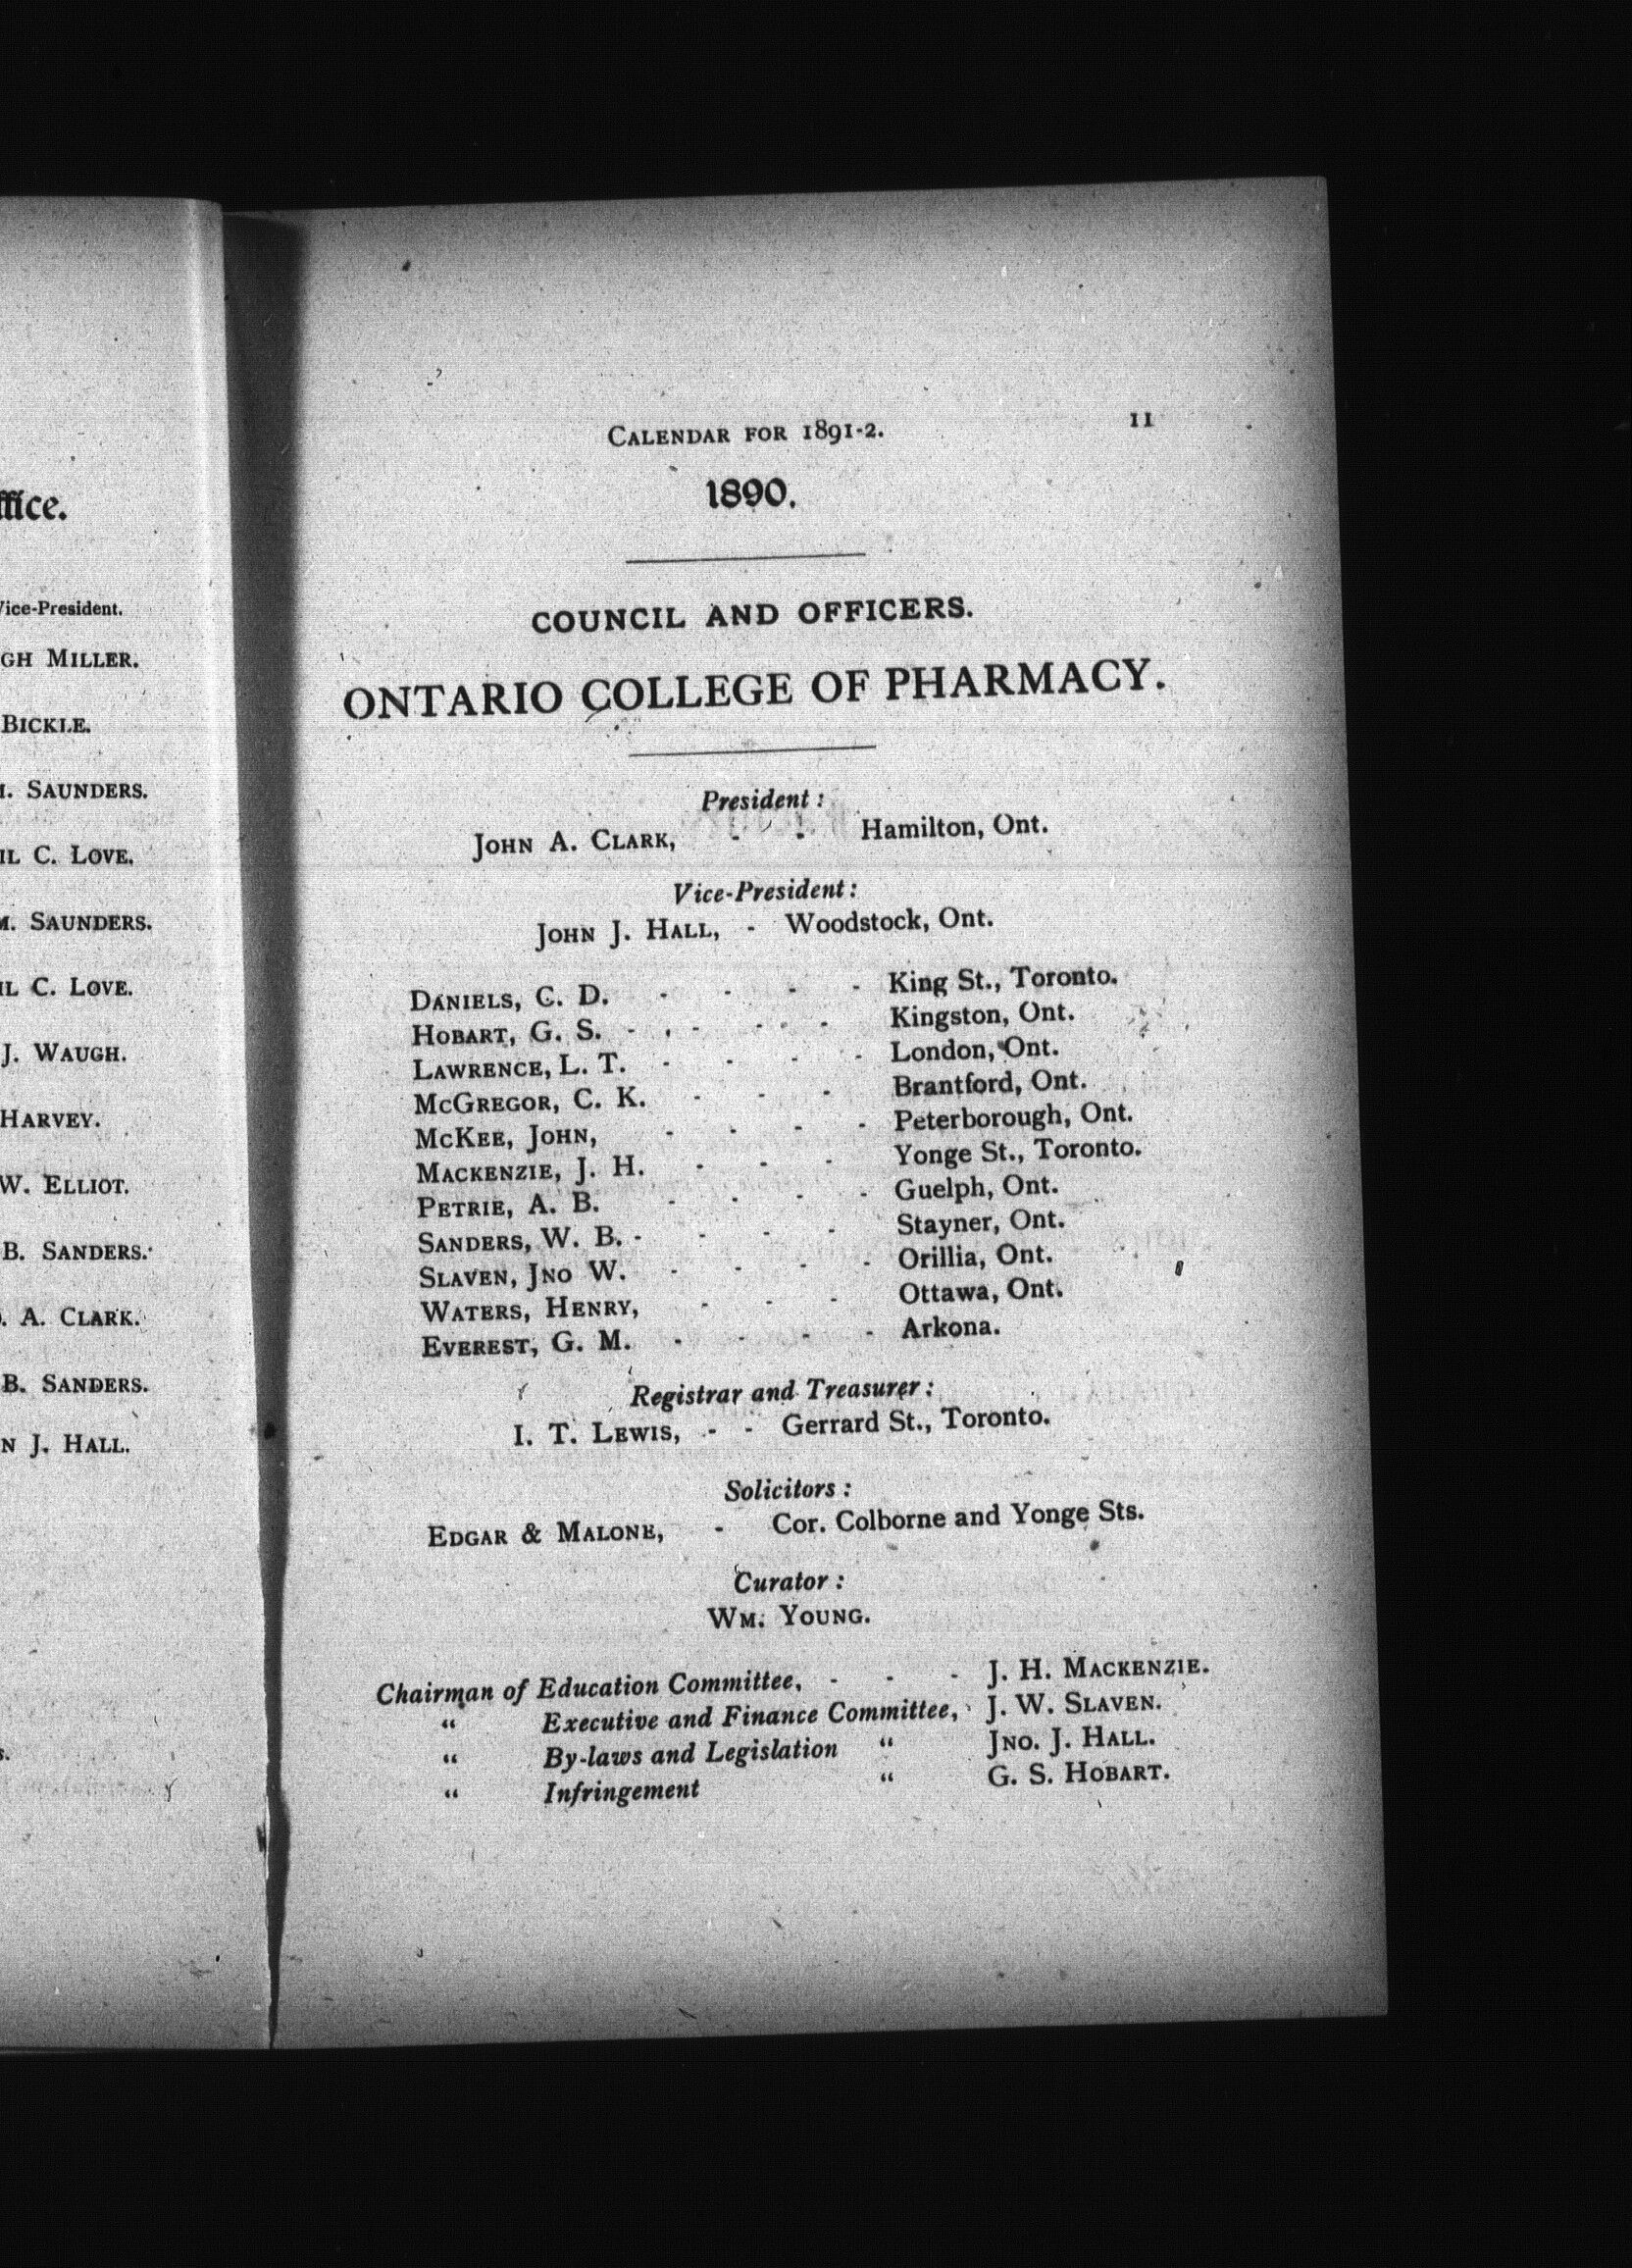 ffice.
Vice-President.
GH MILLER.
BICKLE.
M. SAUNDERS.
IL C. LOVE.
M. SAUNDERS.
IL C. LOVE.
J. WAUGH.
HARVEY.
W. ELLIOT.
B. SANDERS.
O. A. CLARK.
B. SANDERS.
N J. HALL.
s.
CALENDAR FOR 1891-2. 11
1890.
COUNCIL AND OFFICERS.
ONTARIO COLLEGE OF PHARMACY.
President:
JOHN A. CLARK, - - Hamilton, Ont.
Vice-President:
JOHN J. HALL, - Woodstock, Ont.
DANIELS, C. D. - - - - King St., Toronto.
HOBART, G. S. - - - - Kingston, Ont.
LAWRENCE, L. T. - - - - London, Ont.
MCGREGOR, C. K. - - - Brantford, Ont.
MCKEE, JOHN, - - - - Peterborough, Ont.
MACKENZIE, J. H. - - - Yonge St., Toronto.
PETRIE, A. B. - - - - Guelph, Ont.
SANDERS, W. B. - - - - Stayner, Ont.
SLAVEN, JNO W. - - - - Orillia, Ont.
WATERS, HENRY, - - - Ottawa, Ont.
EVEREST, G. M. - - - - Arkona.
Registrar and Treasurer:
I. T. LEWIS, - - Gerrard St., Toronto.
Solicitors:
EDGAR & MALONE, - Cor. Colborne and Yonge Sts.
Curator:
WM. YOUNG.
Chairman of Education Committee, - - - J. H. MACKENZIE.
“ Executive and Finance Committee, J. W. SLAVEN.
“ By-laws and Legislation “ JNO. J. HALL.
“ Infringement “ G. S. HOBART.